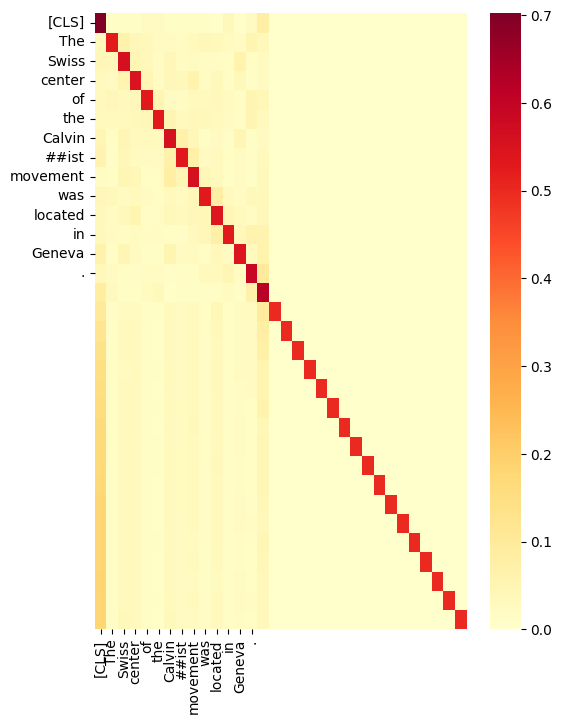 [CLS]
The
Swiss
center
of
the
Calvin
##ist
movement
was
located
in
Geneva
.
0.7
0.6
0.5
0.4
0.3
0.2
0.1
0.0
[CLS]
The
Swiss
center
of
the
Calvin
##ist
movement
was
located
in
Geneva
.